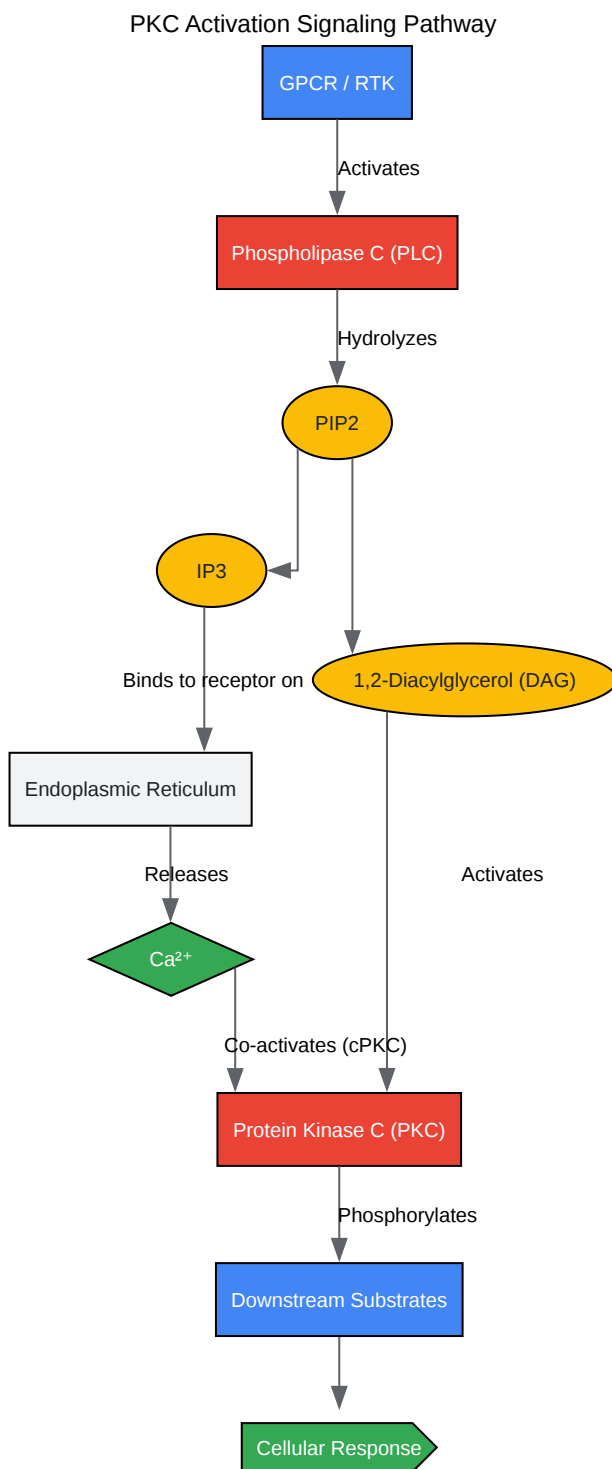 PKC Activation Signaling Pathway
GPCR / RTK
Activates
Phospholipase C (PLC)
Hydrolyzes
PIP2
IP3
Binds to receptor on
1,2-Diacylglycerol (DAG)
Endoplasmic Reticulum
Releases
Activates
Ca²⁺
Co-activates (cPKC)
Protein Kinase C (PKC)
Phosphorylates
Downstream Substrates
Cellular Response